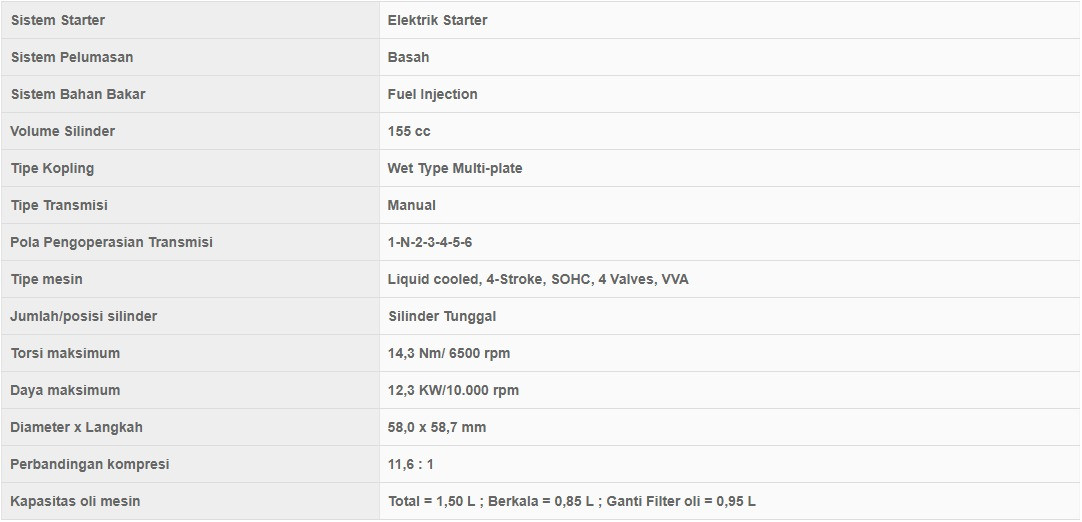 Sistem Starter Elektrik Starter
Sistem Pelumasan Basah
Sistem Bahan Bakar Fuel Injection
Volume Silinder 155 cc
Tipe Kopling Wet Type Multi-plate
Tipe Transmisi Manual
Pola Pengoperasian Transmisi 1-N-2-3-4-5-6
Tipe mesin Liquid cooled, 4-Stroke, SOHC, 4 Valves, VVA
Jumlah/posisi silinder Silinder Tunggal
Torsi maksimum 14,3 Nm/ 6500 rpm
Daya maksimum 12,3 KW/10.000 rpm
Diameter x Langkah 58,0 x 58,7 mm
Perbandingan kompresi 11,6 : 1
Kapasitas oli mesin Total = 1,50 L ; Berkala = 0,85 L ; Ganti Filter oli = 0,95 L